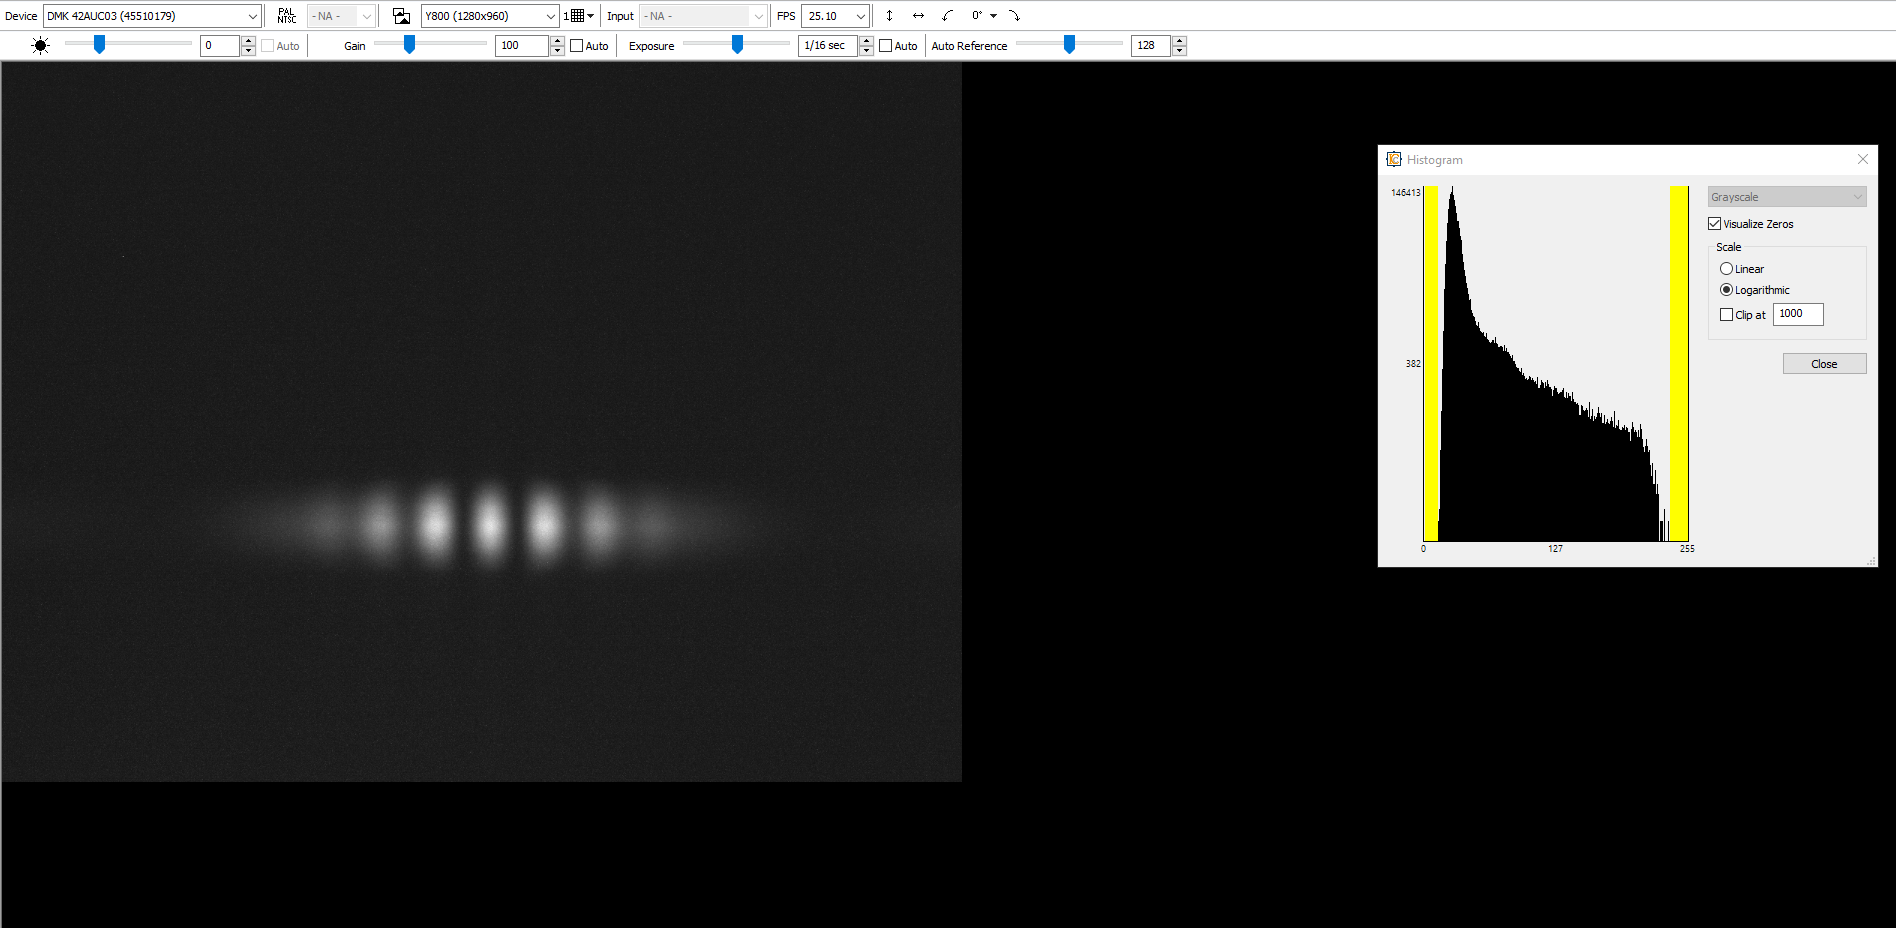 Device DMK 42AUC03 (45510179) PAL NTSC - NA - Y800 (1280x960) 1 Input - NA - FPS 25.10 0°
0 Auto Gain 100 Auto Exposure 1/16 sec Auto Auto Reference 128
Histogram
146413
382
0 127 255
Grayscale
Visualize Zeros
Scale
Linear
Logarithmic
Clip at 1000
Close